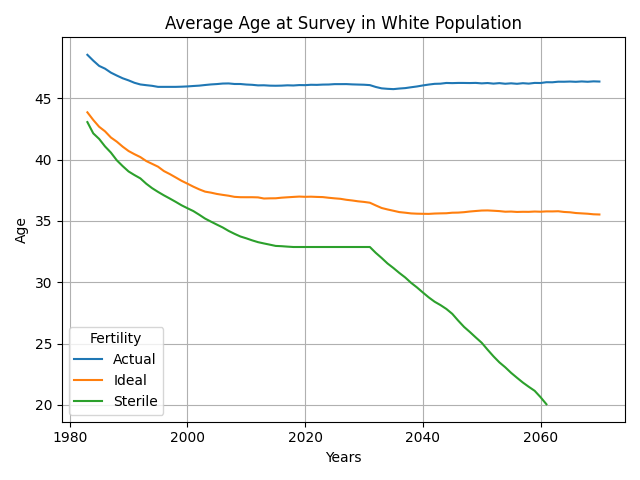 Average Age at Survey in White Population
Age
45
40
35
30
25
20
Fertility
Actual
Ideal
Sterile
1980
2000
2020
2040
2060
Years